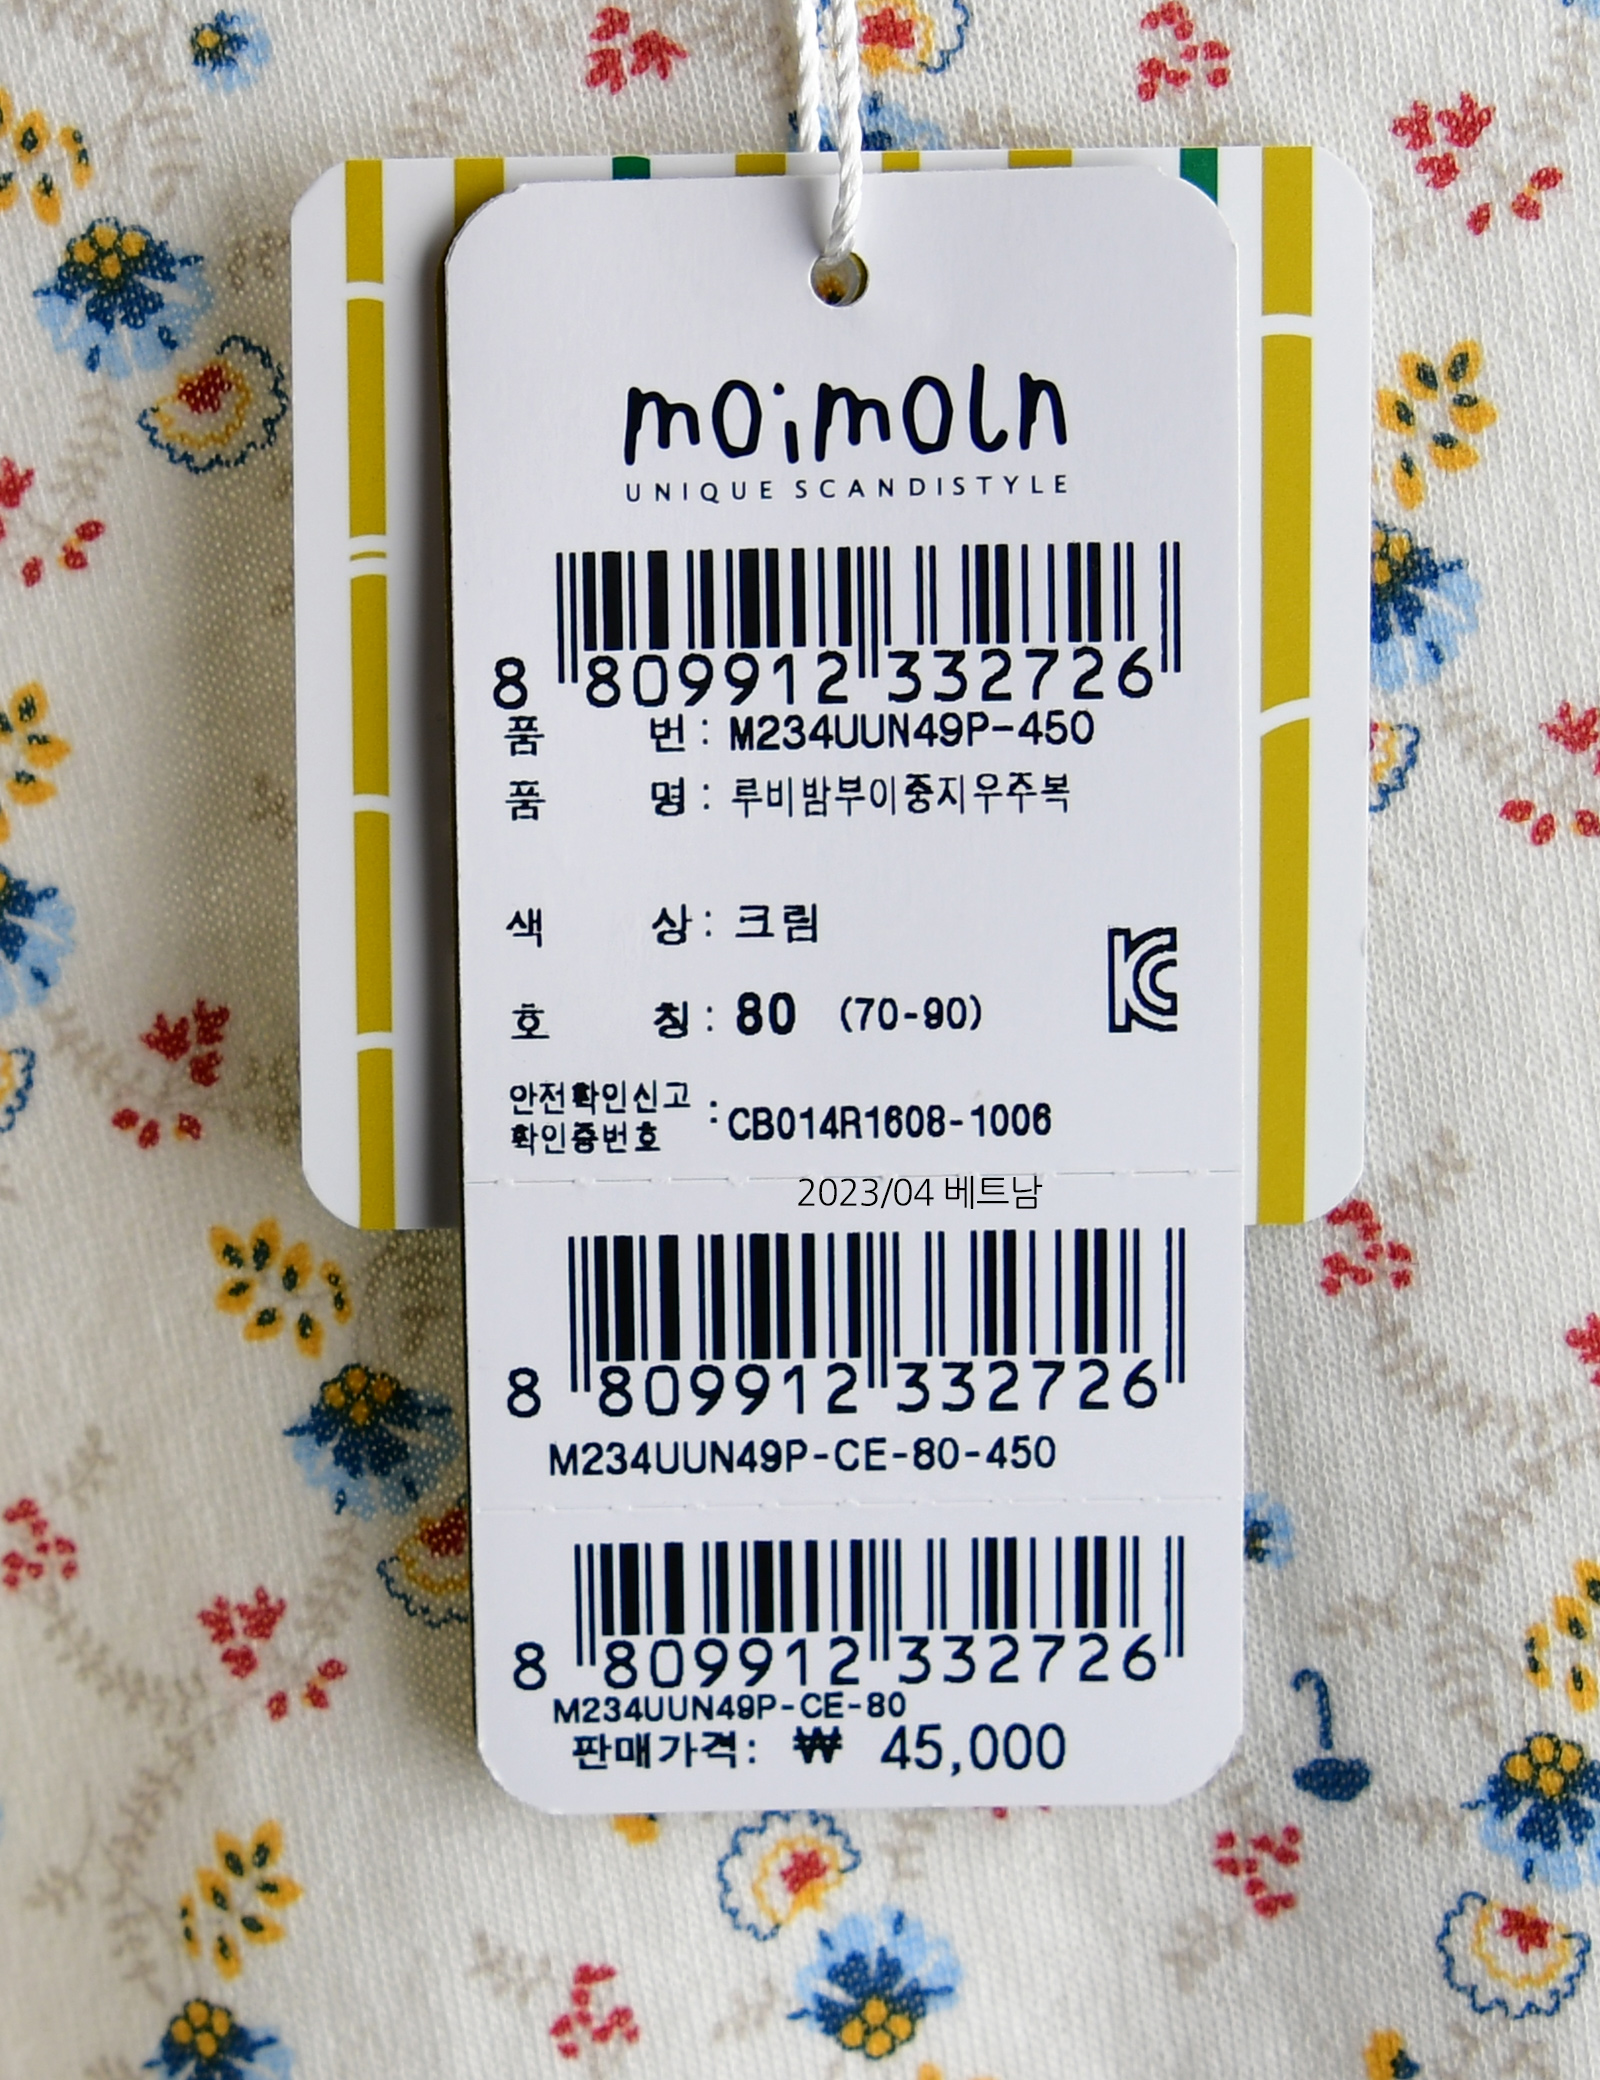 moimoln
UNIQUE SCANDISTYLE
8 809912 332726
품 번 : M234UUN49P-450
품 명 : 루비밤부이중지우주복
색 상 : 크림
호 칭 : 80 (70-90)
안전확인신고
확인증번호 : CB014R1608-1006
2023/04 베트남
8 809912 332726
M234UUN49P-CE-80-450
8 809912 332726
M234UUN49P-CE-80
판매가격: ₩ 45,000